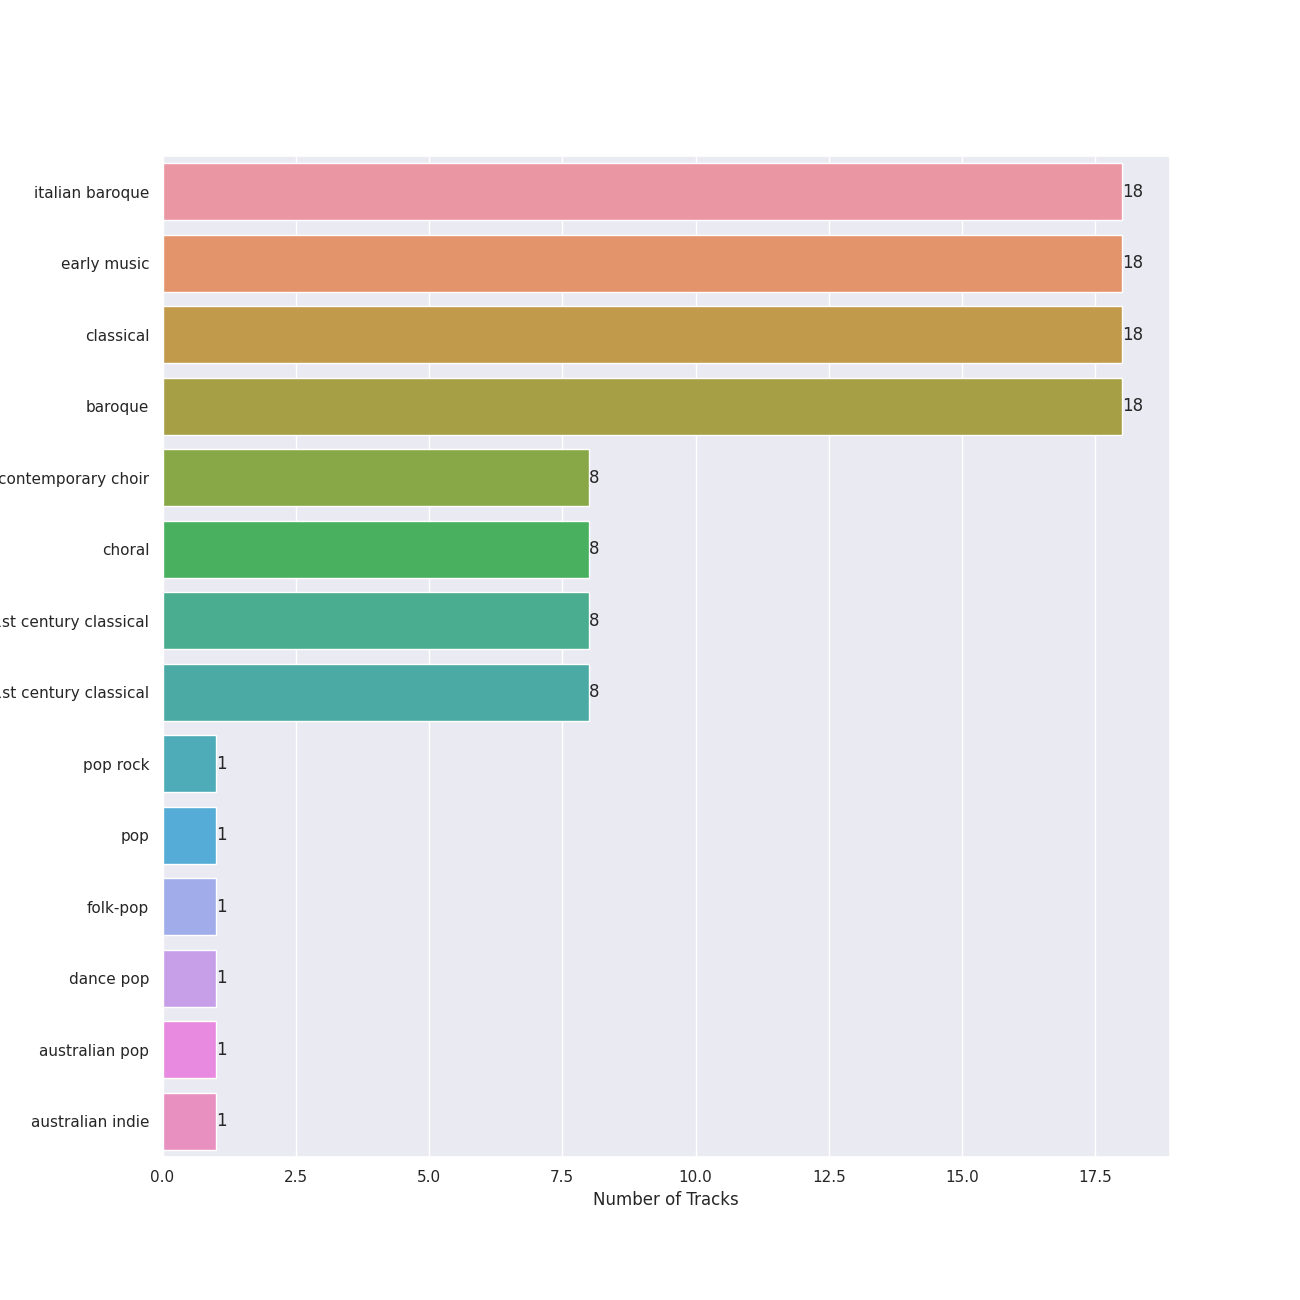 italian baroque 18
early music 18
classical 18
baroque 18
contemporary choir 8
choral 8
st century classical 8
st century classical 8
pop rock 1
pop 1
folk-pop 1
dance pop 1
australian pop 1
australian indie 1
0.0 2.5 5.0 7.5 10.0 12.5 15.0 17.5
Number of Tracks